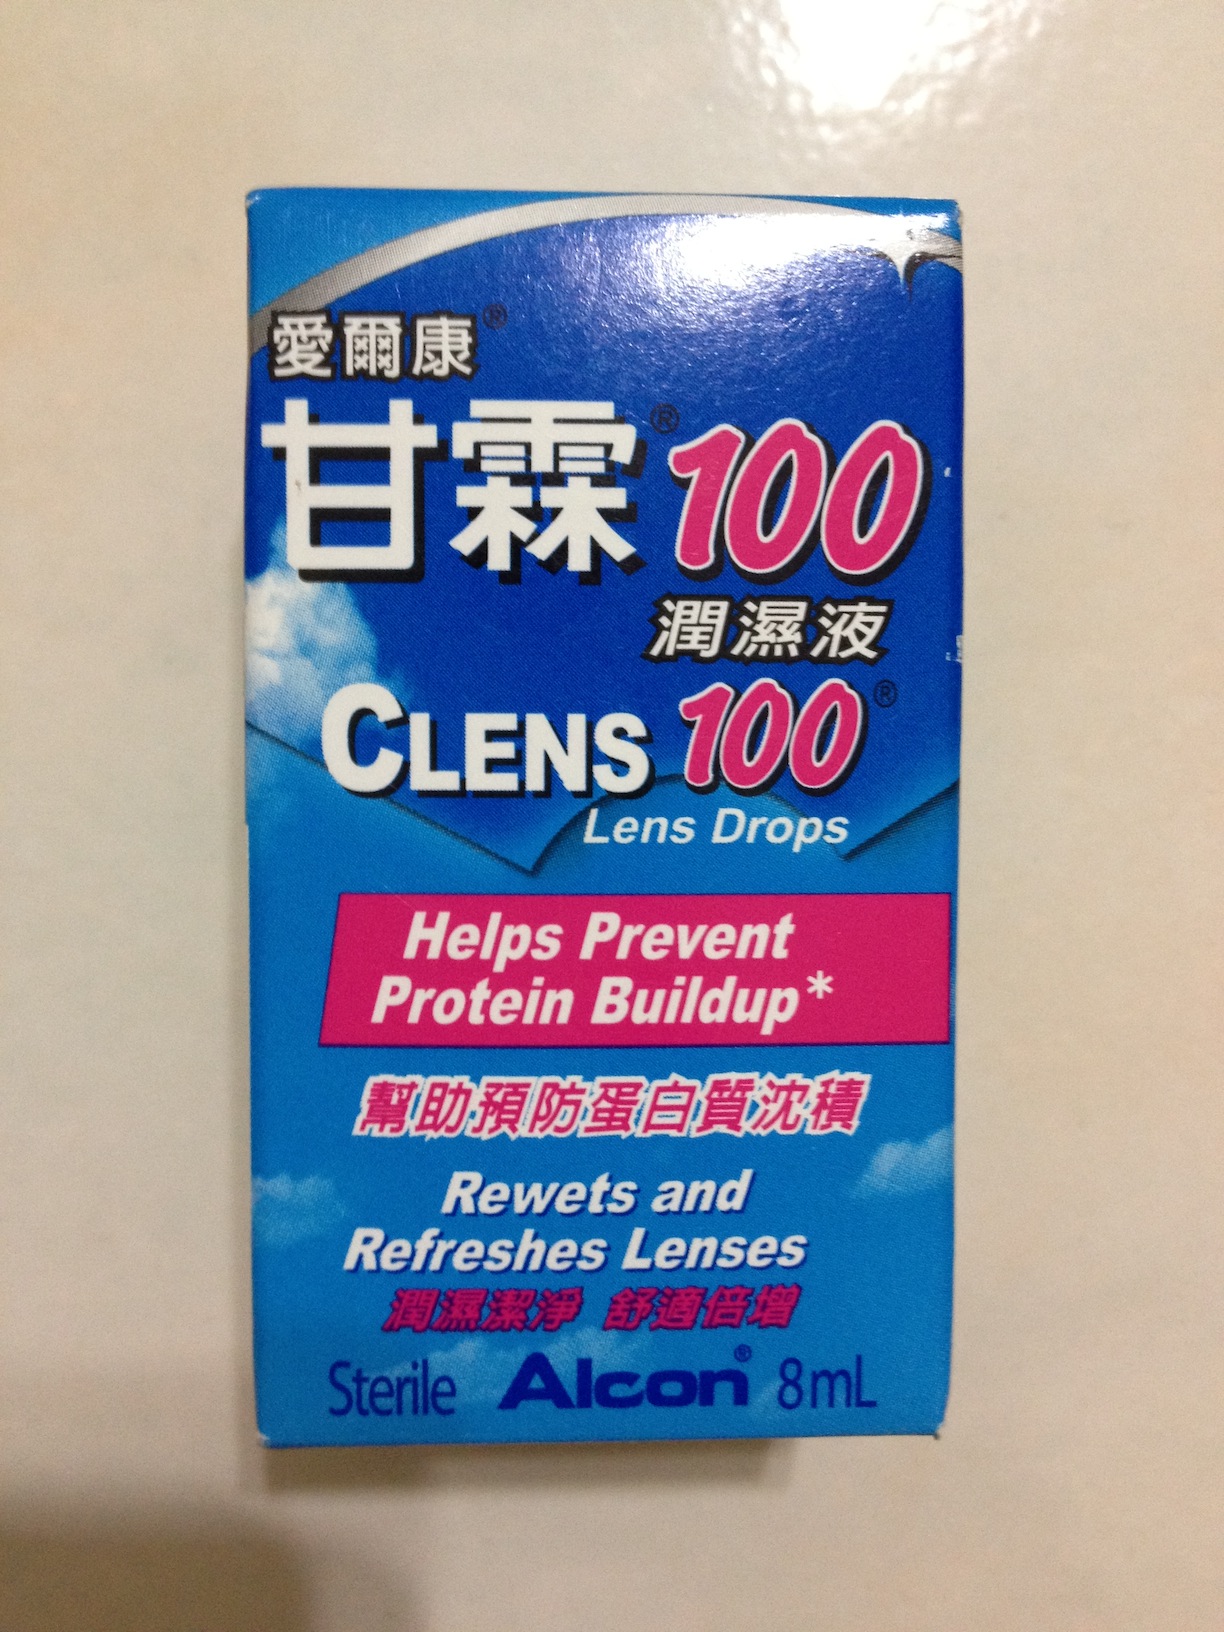 愛爾康®
甘霖®100
潤濕液
CLENS 100®
Lens Drops
Helps Prevent
Protein Buildup*
幫助預防蛋白質沈積
Rewets and
Refreshes Lenses
潤濕潔淨 舒適倍增
Sterile Alcon® 8mL